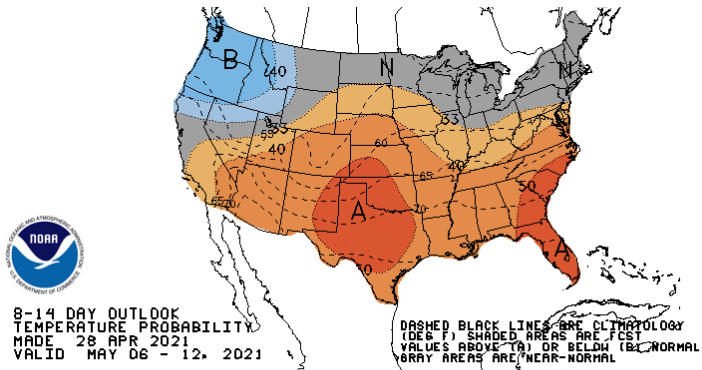 B
40
N
N
33
33
40
40
60
65
65
70
70
50
A
A
NATIONAL OCEANIC AND ATMOSPHERIC ADMINISTRATION
NOAA
U.S. DEPARTMENT OF COMMERCE
8-14 DAY OUTLOOK
TEMPERATURE PROBABILITY
MADE 28 APR 2021
VALID MAY 06 - 12, 2021
DASHED BLACK LINES ARE CLIMATOLOGY
(DEG F) SHADED AREAS ARE FCST
VALUES ABOVE (A) OR BELOW (B) NORMAL
GRAY AREAS ARE NEAR-NORMAL